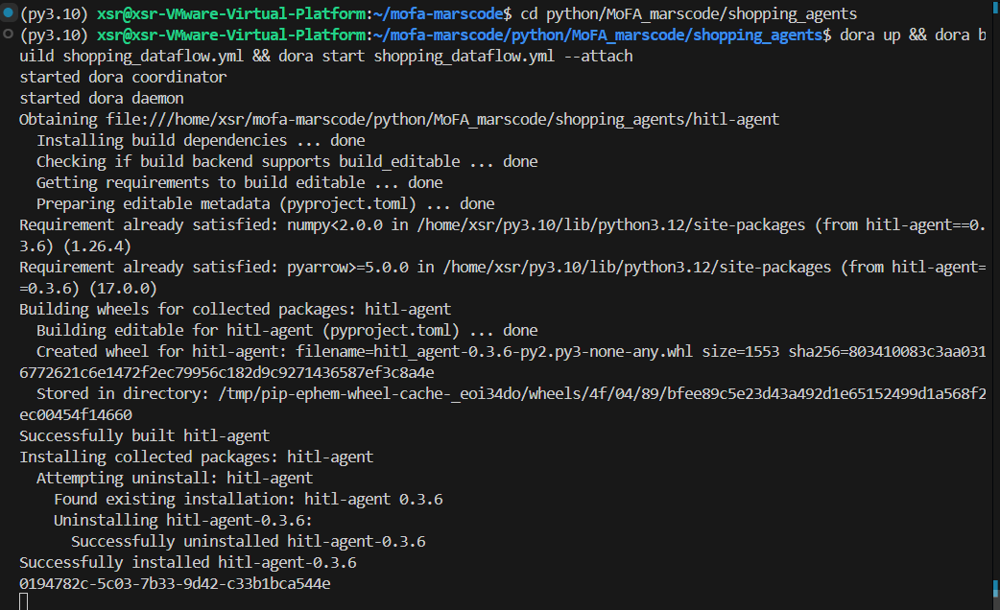 (py3.10) xsr@xsr-VMware-Virtual-Platform:~/mofa-marscode$ cd python/MoFA_marscode/shopping_agents
(py3.10) xsr@xsr-VMware-Virtual-Platform:~/mofa-marscode/python/MoFA_marscode/shopping_agents$ dora up && dora b
uild shopping_dataflow.yml && dora start shopping_dataflow.yml --attach
started dora coordinator
started dora daemon
Obtaining file:///home/xsr/mofa-marscode/python/MoFA_marscode/shopping_agents/hitl-agent
  Installing build dependencies ... done
  Checking if build backend supports build_editable ... done
  Getting requirements to build editable ... done
  Preparing editable metadata (pyproject.toml) ... done
Requirement already satisfied: numpy<2.0.0 in /home/xsr/py3.10/lib/python3.12/site-packages (from hitl-agent==0.
3.6) (1.26.4)
Requirement already satisfied: pyarrow>=5.0.0 in /home/xsr/py3.10/lib/python3.12/site-packages (from hitl-agent=
=0.3.6) (17.0.0)
Building wheels for collected packages: hitl-agent
  Building editable for hitl-agent (pyproject.toml) ... done
  Created wheel for hitl-agent: filename=hitl_agent-0.3.6-py2.py3-none-any.whl size=1553 sha256=803410083c3aa031
6772621c6e1472f2ec79956c182d9c9271436587ef3c8a4e
  Stored in directory: /tmp/pip-ephem-wheel-cache-_eoi34do/wheels/4f/04/89/bfee89c5e23d43a492d1e65152499d1a568f2
ec00454f14660
Successfully built hitl-agent
Installing collected packages: hitl-agent
  Attempting uninstall: hitl-agent
    Found existing installation: hitl-agent 0.3.6
    Uninstalling hitl-agent-0.3.6:
      Successfully uninstalled hitl-agent-0.3.6
Successfully installed hitl-agent-0.3.6
0194782c-5c03-7b33-9d42-c33b1bca544e